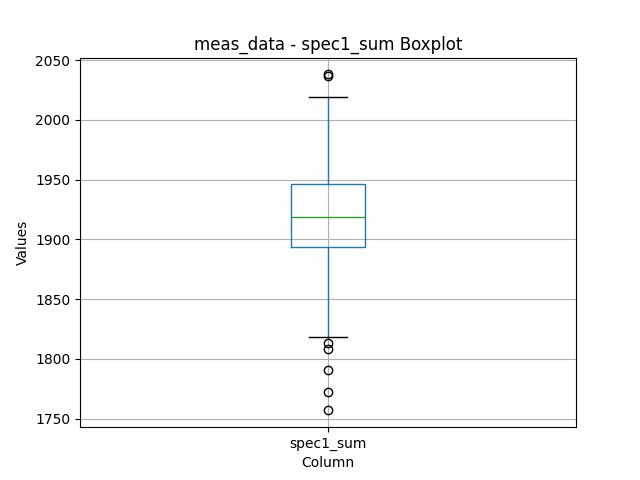 meas_data - spec1_sum Boxplot
2050
2000
1950
1900
1850
1800
1750
Values
spec1_sum
Column